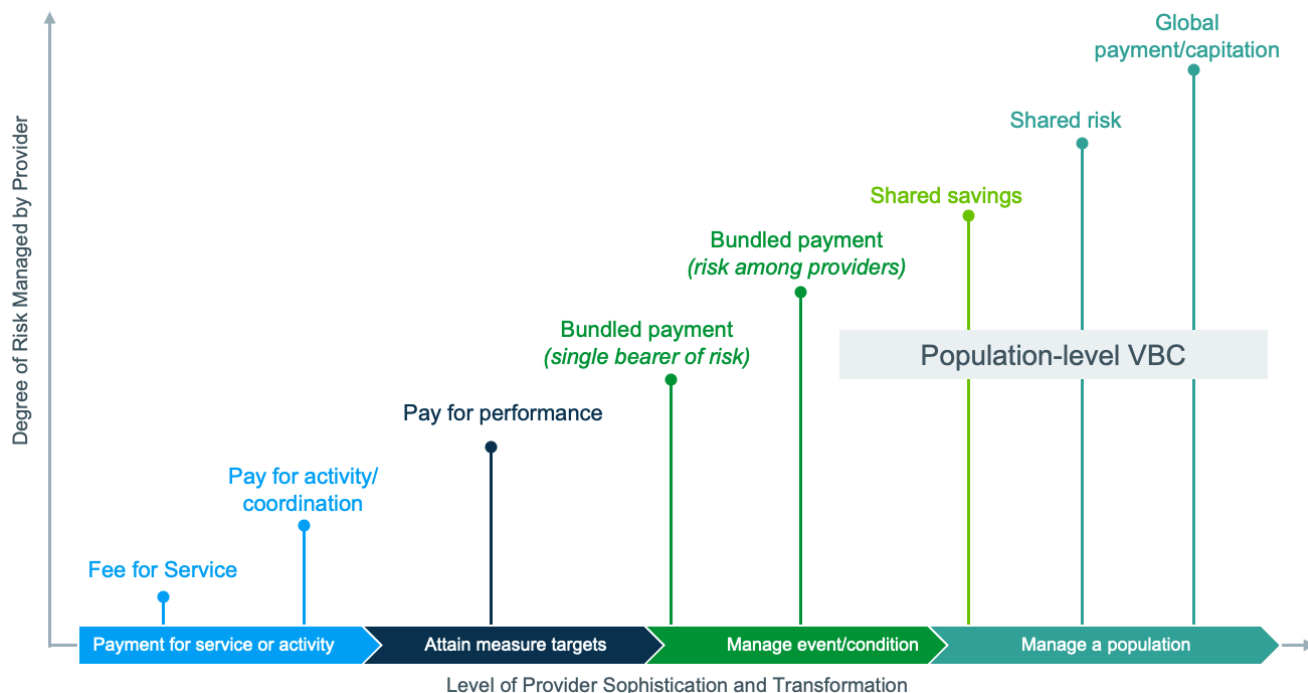 Global
payment/capitation
Shared risk
Shared savings
Bundled payment
(risk among providers)
Bundled payment
(single bearer of risk)
Population-level VBC
Pay for performance
Pay for activity/
coordination
Fee for Service
Degree of Risk Managed by Provider
Payment for service or activity
Attain measure targets
Manage event/condition
Manage a population
Level of Provider Sophistication and Transformation